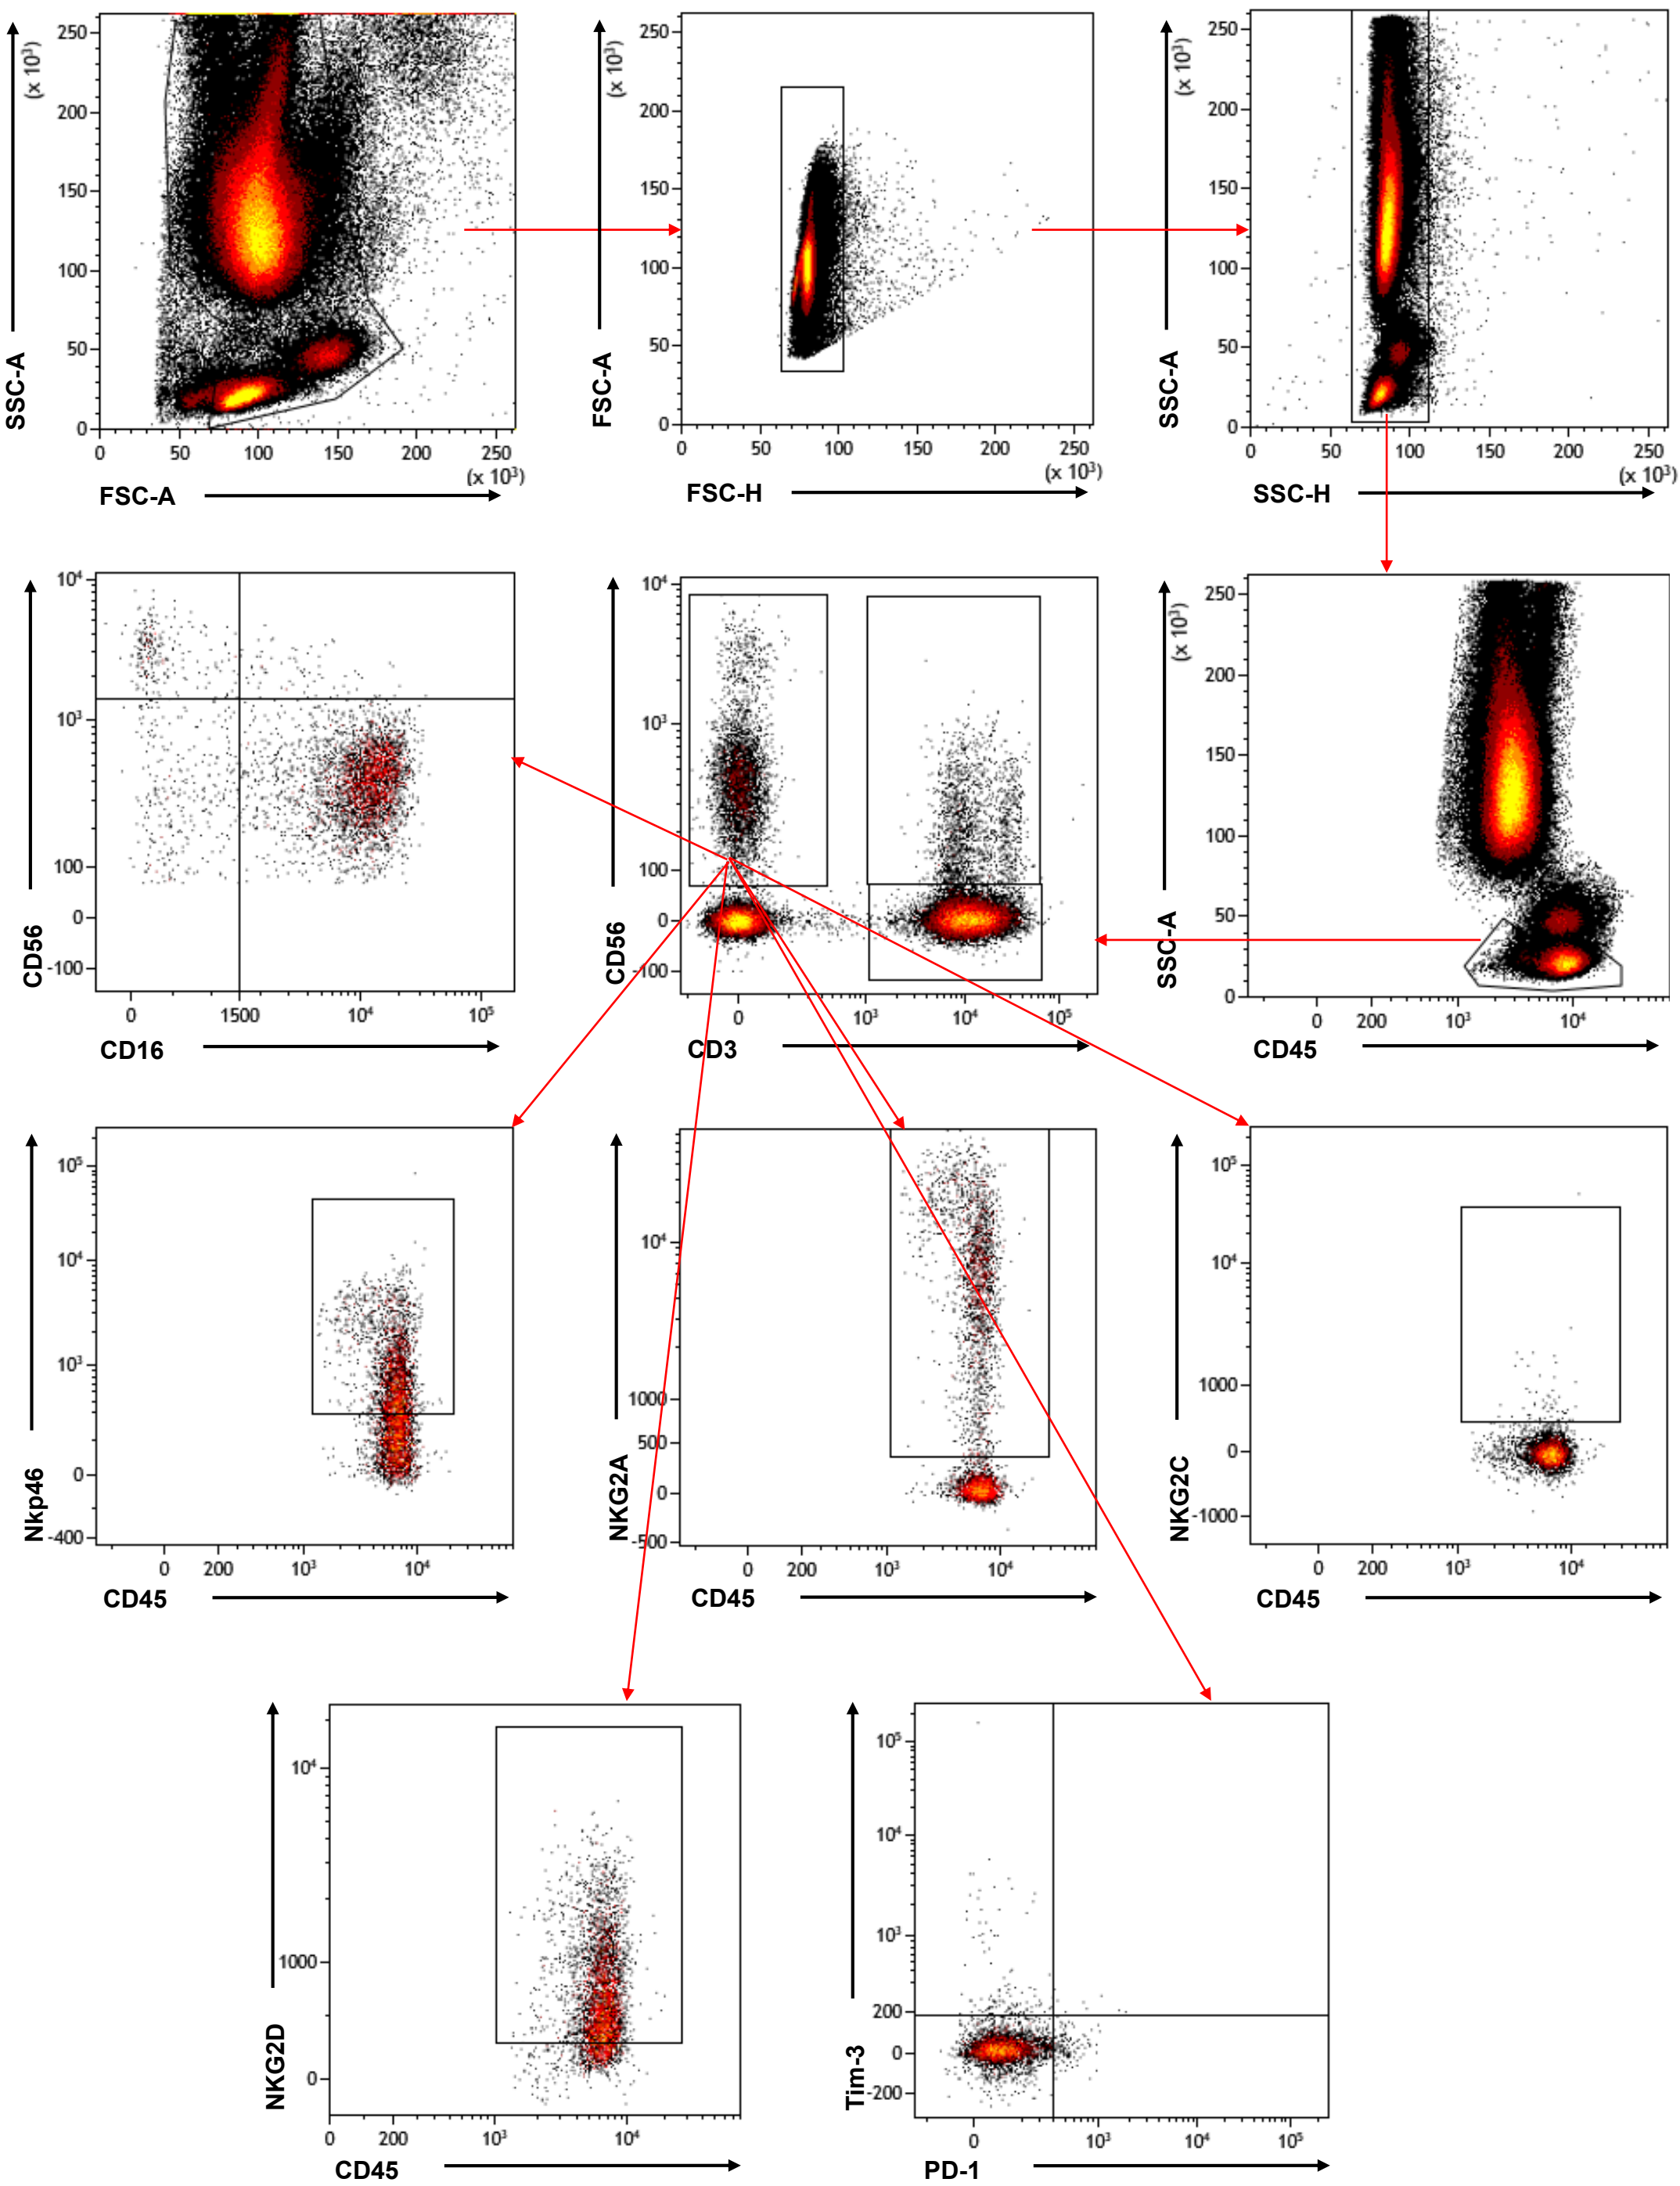 250
200
150
100
50
0
(x 10³)
SSC-A
0 50 100 150 200 250
(x 10³)
FSC-A
250
200
150
100
50
0
(x 10³)
FSC-A
0 50 100 150 200 250
(x 10³)
FSC-H
250
200
150
100
50
0
(x 10³)
SSC-A
0 50 100 150 200 250
(x 10³)
SSC-H
10⁴
10³
100
0
-100
CD56
0 1500 10⁴ 10⁵
CD16
10⁴
10³
100
0
-100
CD56
0 10³ 10⁴ 10⁵
CD3
250
200
150
100
50
0
(x 10³)
SSC-A
0 200 10³ 10⁴
CD45
10⁵
10⁴
10³
0
-400
Nkp46
0 200 10³ 10⁴
CD45
10⁴
1000
500
0
-500
NKG2A
0 200 10³ 10⁴
CD45
10⁵
10⁴
1000
0
-1000
NKG2C
0 200 10³ 10⁴
CD45
10⁴
1000
0
NKG2D
0 200 10³ 10⁴
CD45
10⁵
10⁴
10³
200
0
-200
Tim-3
0 10³ 10⁴ 10⁵
PD-1